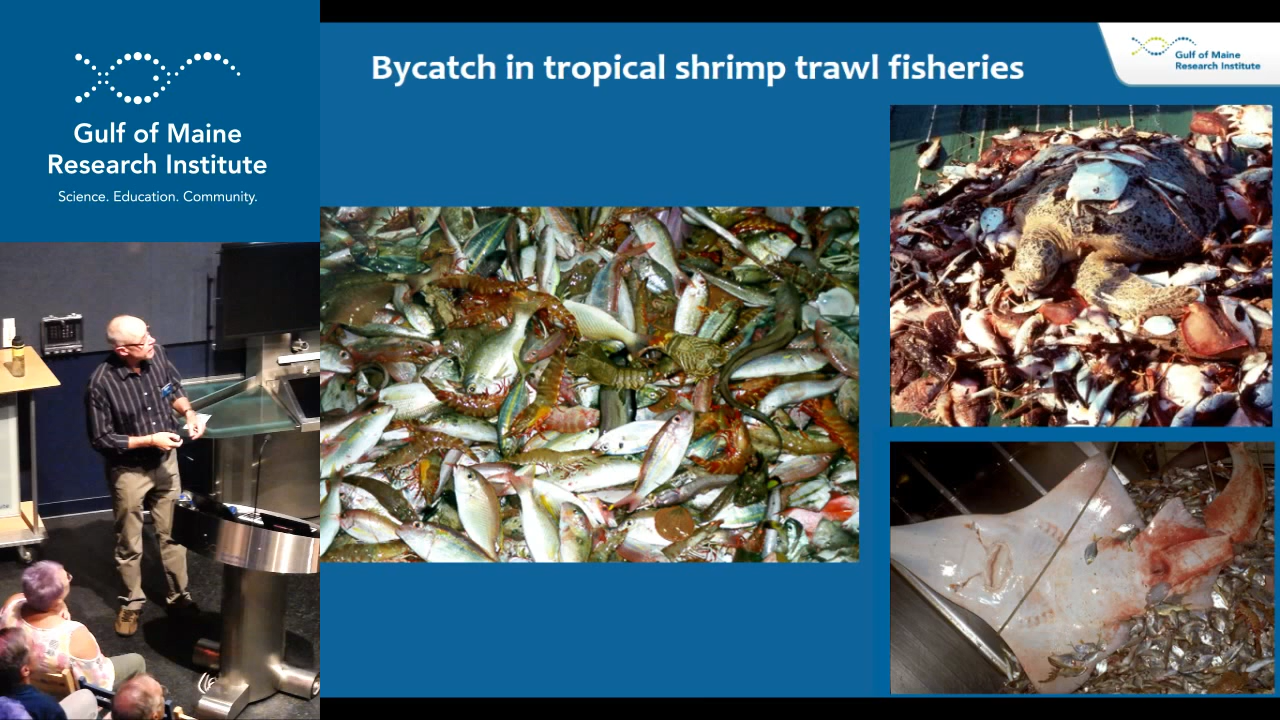 Gulf of Maine
Research Institute
Science. Education. Community.
Bycatch in tropical shrimp trawl fisheries
Gulf of Maine
Research Institute